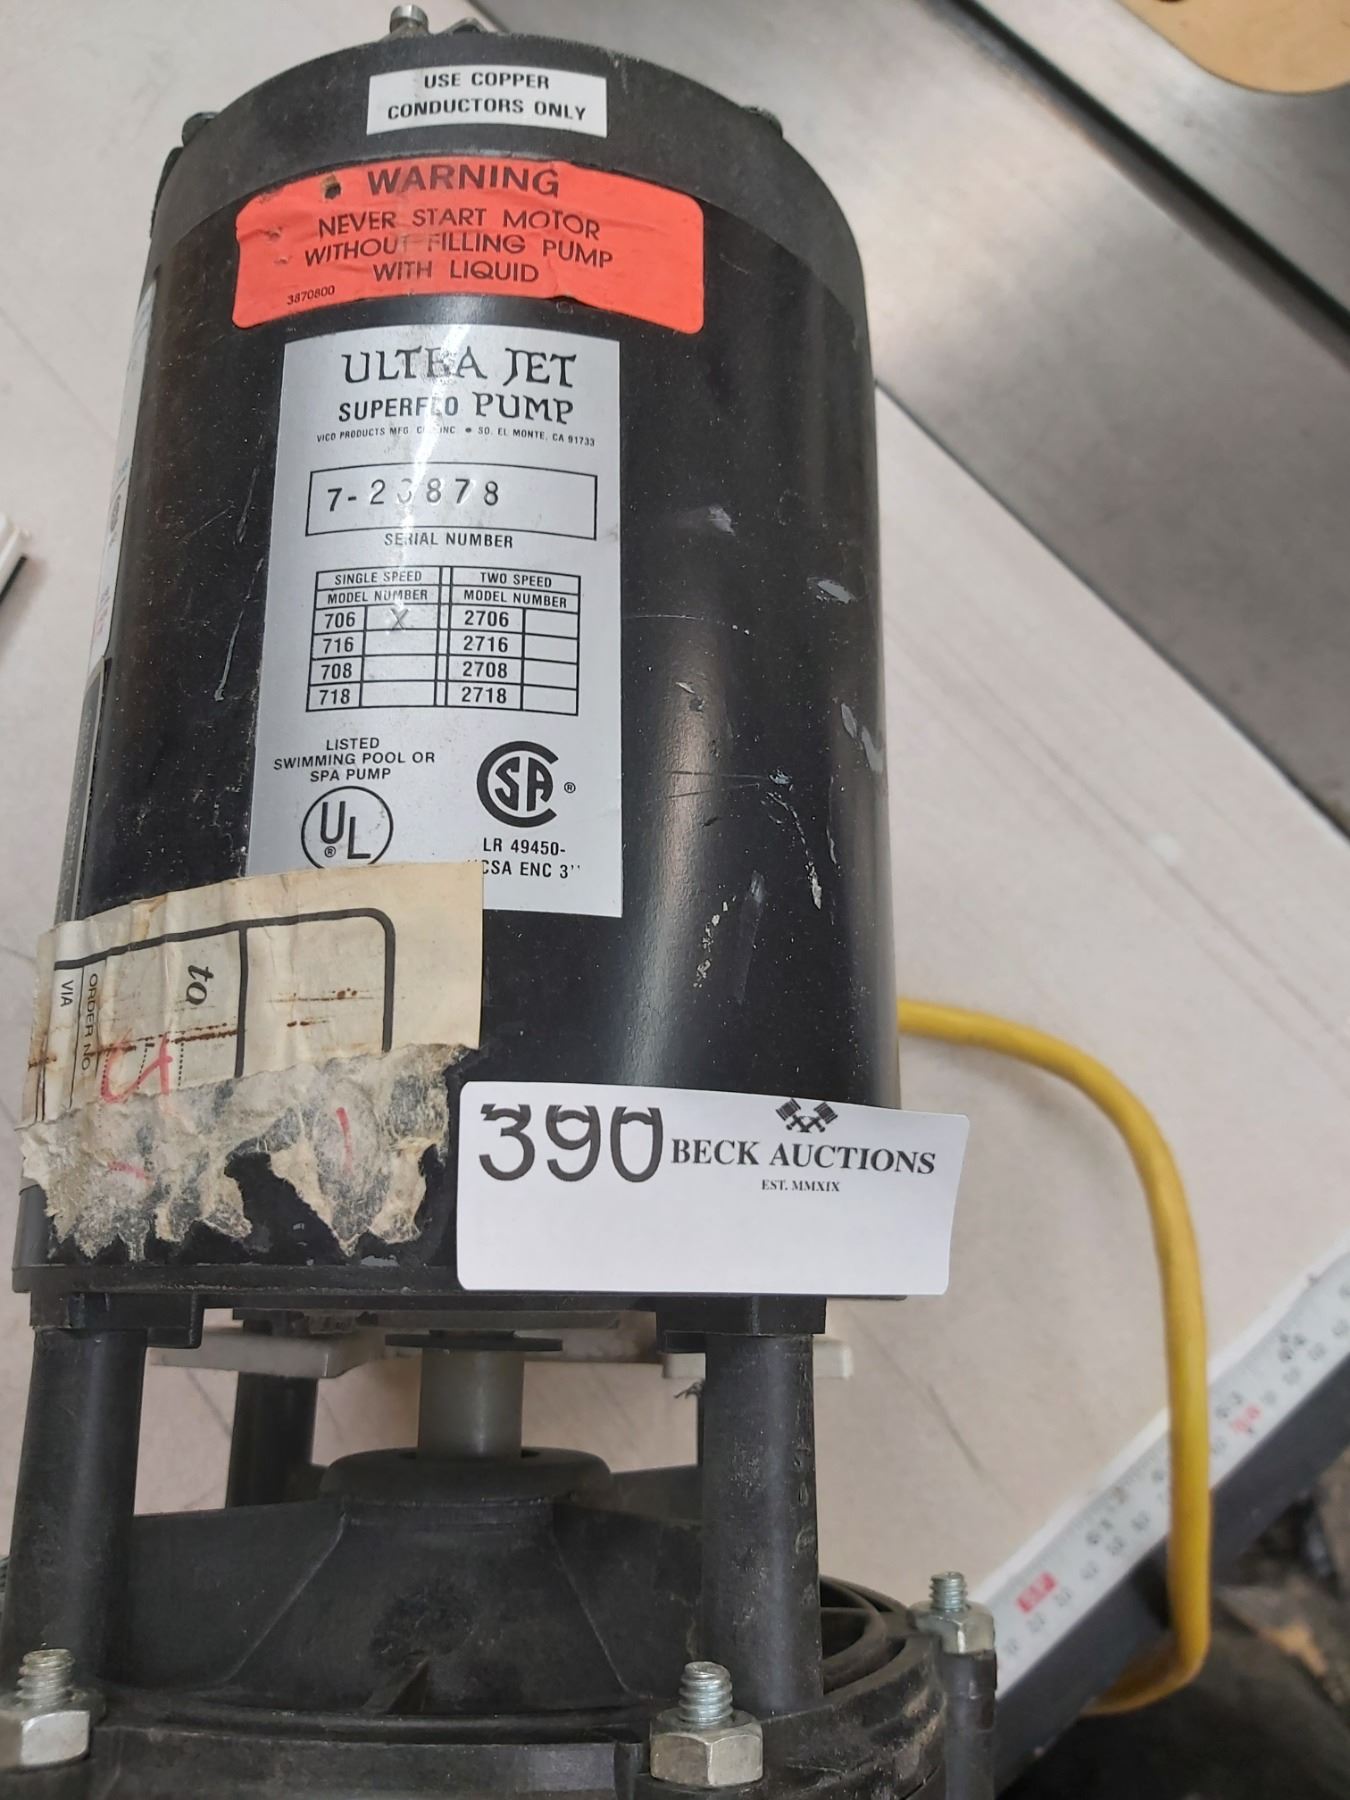 USE COPPER
CONDUCTORS ONLY
WARNING
NEVER START MOTOR
WITHOUT FILLING PUMP
WITH LIQUID
3870800
ULTRA JET
SUPERFLO PUMP
VICO PRODUCTS MFG. INC. • SO. EL MONTE, CA 91733
SERIAL NUMBER
SINGLE SPEED TWO SPEED
MODEL NUMBER MODEL NUMBER
706 X 2706
716 2716
708 2708
718 2718
LISTED
SWIMMING POOL OR
SPA PUMP
UL ®
CSA ®
LR 49450-
CSA ENC 3''
to
ORDER NO
VIA
390 BECK AUCTIONS
EST. MMXIX